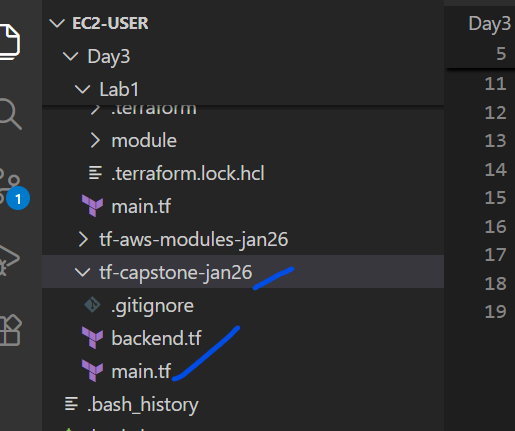 EC2-USER
Day3
Lab1
.terraform
module
.terraform.lock.hcl
main.tf
tf-aws-modules-jan26
tf-capstone-jan26
.gitignore
backend.tf
main.tf
.bash_history
1
Day3
5
11
12
13
14
15
16
17
18
19